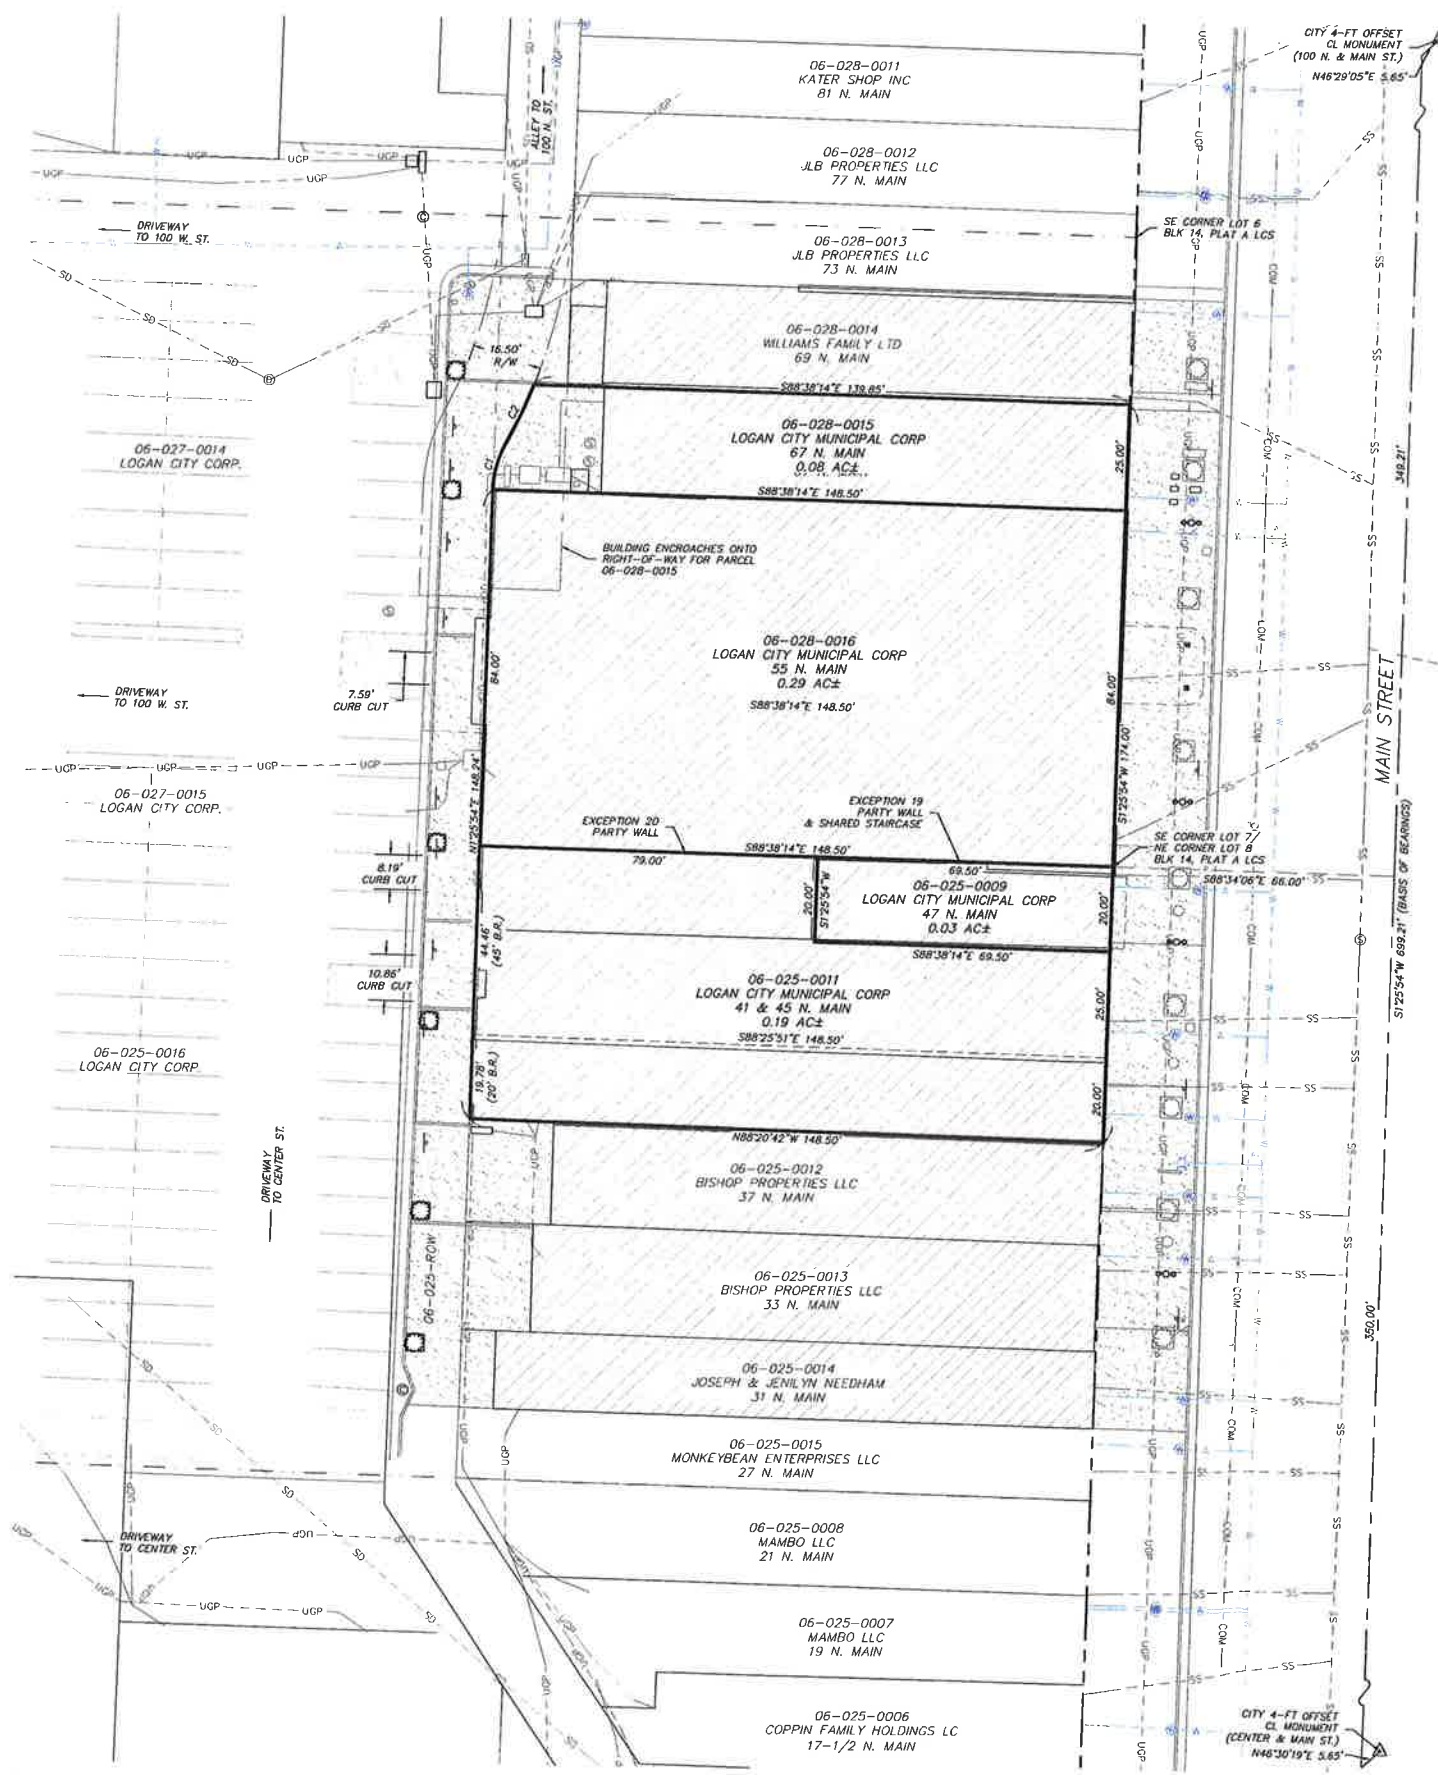 CITY 4-FT OFFSET
CL MONUMENT
(100 N. & MAIN ST.)
N46°29'05"E 5.65'
ALLEY TO
100 N. ST.
06-028-0011
KATER SHOP INC
81 N. MAIN
06-028-0012
JLB PROPERTIES LLC
77 N. MAIN
DRIVEWAY
TO 100 W. ST.
SE CORNER LOT 6
BLK 14, PLAT A LCS
06-028-0013
JLB PROPERTIES LLC
73 N. MAIN
06-028-0014
WILLIAMS FAMILY LTD
69 N. MAIN
16.50'
R/W
S88°38'14"E 139.85'
C2
C1
06-028-0015
LOGAN CITY MUNICIPAL CORP
67 N. MAIN
0.08 AC±
25.00'
349.21'
06-027-0014
LOGAN CITY CORP.
S88°38'14"E 148.50'
BUILDING ENCROACHES ONTO
RIGHT-OF-WAY FOR PARCEL
06-028-0015
06-028-0016
LOGAN CITY MUNICIPAL CORP
55 N. MAIN
0.29 AC±
S88°38'14"E 148.50'
84.00'
84.00'
MAIN STREET
DRIVEWAY
TO 100 W. ST.
7.59'
CURB CUT
N1°25'54"E 148.24'
S1°25'54"W 174.00'
06-027-0015
LOGAN CITY CORP.
EXCEPTION 20
PARTY WALL
EXCEPTION 19
PARTY WALL
& SHARED STAIRCASE
SE CORNER LOT 7/
NE CORNER LOT 8
BLK 14, PLAT A LCS
S88°34'06"E 66.00'
S88°38'14"E 148.50'
79.00'
69.50'
8.19'
CURB CUT
20.00'
S1°25'54"W
06-025-0009
LOGAN CITY MUNICIPAL CORP
47 N. MAIN
0.03 AC±
20.00'
S88°38'14"E 69.50'
S1°25'54"W 699.21' (BASIS OF BEARINGS)
44.46'
(45' B.R.)
10.86'
CURB CUT
06-025-0011
LOGAN CITY MUNICIPAL CORP
41 & 45 N. MAIN
0.19 AC±
S88°25'51"E 148.50'
25.00'
06-025-0016
LOGAN CITY CORP.
19.78'
(20' B.R.)
20.00'
N88°20'42"W 148.50'
DRIVEWAY
TO CENTER ST.
06-025-0012
BISHOP PROPERTIES LLC
37 N. MAIN
06-025-ROW
06-025-0013
BISHOP PROPERTIES LLC
33 N. MAIN
350.00'
06-025-0014
JOSEPH & JENILYN NEEDHAM
31 N. MAIN
06-025-0015
MONKEYBEAN ENTERPRISES LLC
27 N. MAIN
DRIVEWAY
TO CENTER ST.
06-025-0008
MAMBO LLC
21 N. MAIN
06-025-0007
MAMBO LLC
19 N. MAIN
06-025-0006
COPPIN FAMILY HOLDINGS LC
17-1/2 N. MAIN
CITY 4-FT OFFSET
CL MONUMENT
(CENTER & MAIN ST.)
N46°30'19"E 5.65'